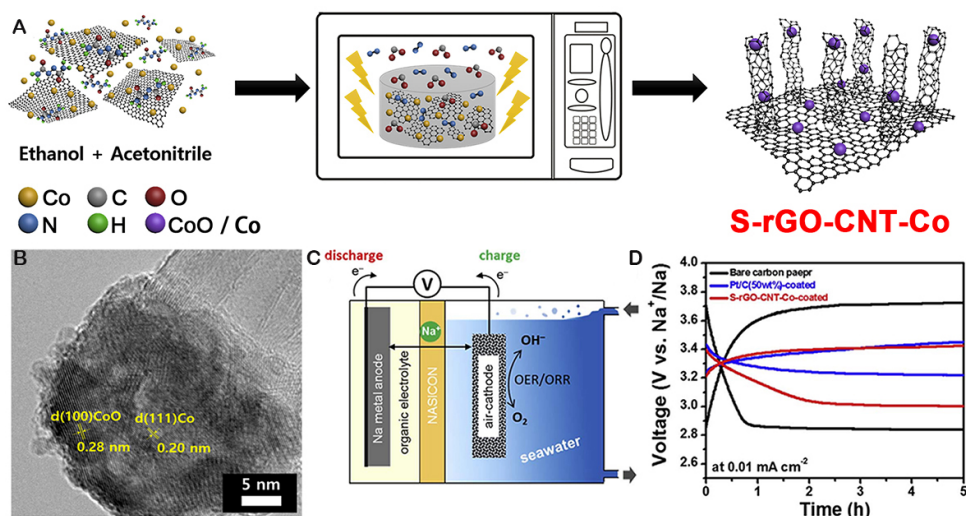 A
Ethanol + Acetonitrile
Co C O
N H CoO / Co
S-rGO-CNT-Co
B
d(100)CoO
0.28 nm
d(111)Co
0.20 nm
5 nm
C
discharge
charge
e⁻
V
e⁻
Na metal anode
organic electrolyte
Na⁺
NASICON
air-cathode
OH⁻
OER/ORR
O₂
seawater
D
Voltage (V vs. Na⁺/Na)
4.0
3.8
3.6
3.4
3.2
3.0
2.8
2.6
Bare carbon paepr
Pt/C(50wt%)-coated
S-rGO-CNT-Co-coated
at 0.01 mA cm⁻²
0 1 2 3 4 5
Time (h)